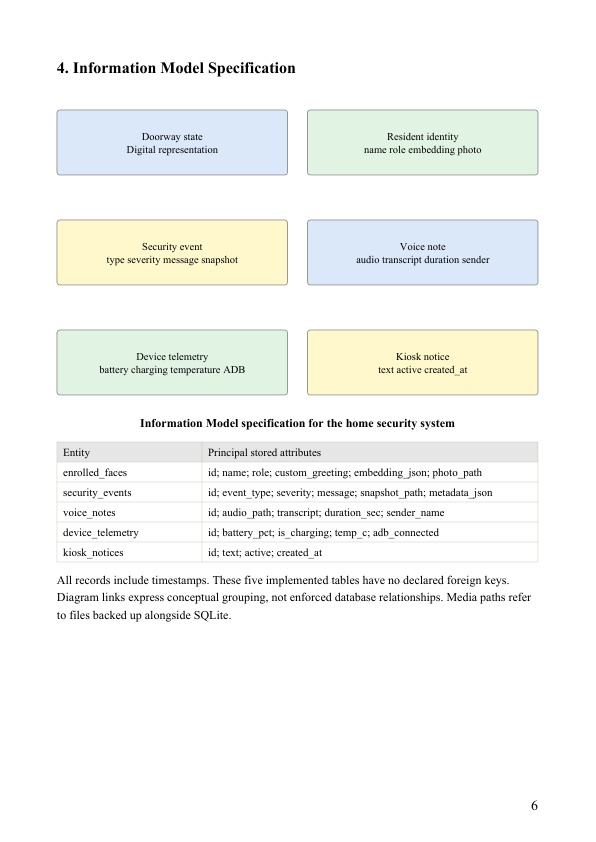 4. Information Model Specification
Doorway state
Digital representation
Resident identity
name role embedding photo
Security event
type severity message snapshot
Voice note
audio transcript duration sender
Device telemetry
battery charging temperature ADB
Kiosk notice
text active created_at
Information Model specification for the home security system
Entity Principal stored attributes
enrolled_faces id; name; role; custom_greeting; embedding_json; photo_path
security_events id; event_type; severity; message; snapshot_path; metadata_json
voice_notes id; audio_path; transcript; duration_sec; sender_name
device_telemetry id; battery_pct; is_charging; temp_c; adb_connected
kiosk_notices id; text; active; created_at
All records include timestamps. These five implemented tables have no declared foreign keys.
Diagram links express conceptual grouping, not enforced database relationships. Media paths refer
to files backed up alongside SQLite.
6